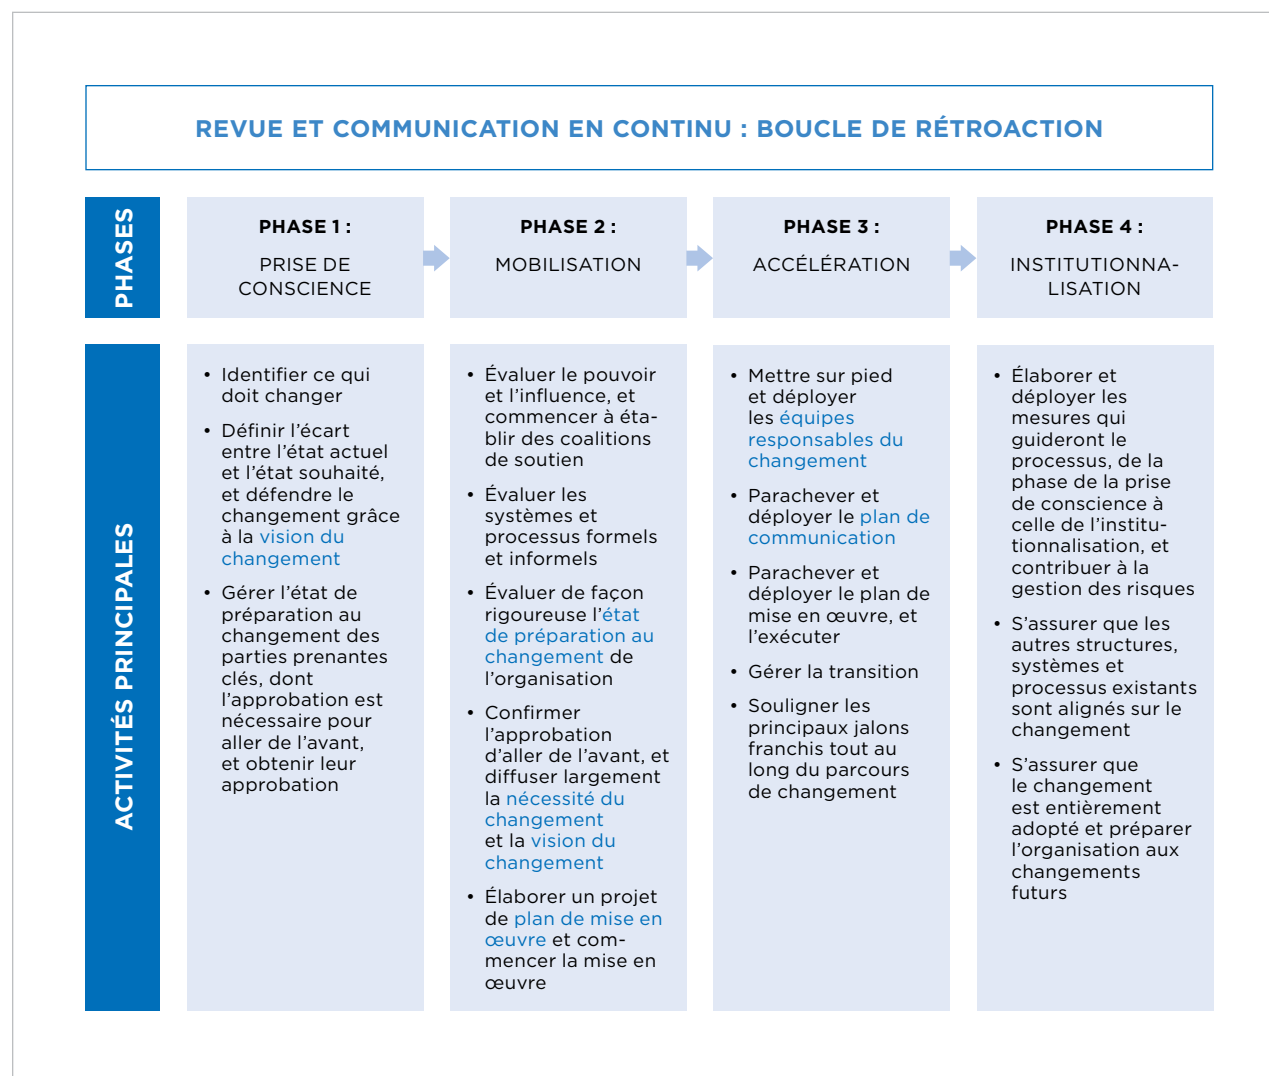 REVUE ET COMMUNICATION EN CONTINU : BOUCLE DE RÉTROACTION
PHASES
PHASE 1 :
PRISE DE
CONSCIENCE
PHASE 2 :
MOBILISATION
PHASE 3 :
ACCÉLÉRATION
PHASE 4 :
INSTITUTIONNA-
LISATION
ACTIVITÉS PRINCIPALES
• Identifier ce qui
doit changer
• Définir l’écart
entre l’état actuel
et l’état souhaité,
et défendre le
changement grâce
à la vision du
changement
• Gérer l’état de
préparation au
changement des
parties prenantes
clés, dont
l’approbation est
nécessaire pour
aller de l’avant,
et obtenir leur
approbation
• Évaluer le pouvoir
et l’influence, et
commencer à éta-
blir des coalitions
de soutien
• Évaluer les
systèmes et
processus formels
et informels
• Évaluer de façon
rigoureuse l’état
de préparation au
changement de
l’organisation
• Confirmer
l’approbation
d’aller de l’avant, et
diffuser largement
la nécessité du
changement
et la vision du
changement
• Élaborer un projet
de plan de mise en
œuvre et com-
mencer la mise en
œuvre
• Mettre sur pied
et déployer
les équipes
responsables du
changement
• Parachever et
déployer le plan de
communication
• Parachever et
déployer le plan de
mise en œuvre, et
l’exécuter
• Gérer la transition
• Souligner les
principaux jalons
franchis tout au
long du parcours
de changement
• Élaborer et
déployer les
mesures qui
guideront le
processus, de la
phase de la prise
de conscience à
celle de l’institu-
tionnalisation, et
contribuer à la
gestion des risques
• S’assurer que les
autres structures,
systèmes et
processus existants
sont alignés sur le
changement
• S’assurer que
le changement
est entièrement
adopté et préparer
l’organisation aux
changements
futurs